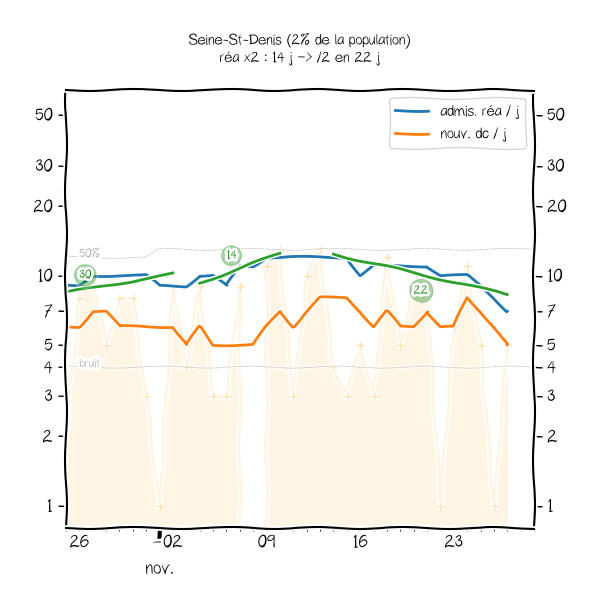 Seine-St-Denis (2% de la population)
réa x2 : 14 j -> /2 en 22 j
admis. réa / j
nouv. dc / j
50 50
30 30
20 20
50%
14
30
10 10
22
7 7
5 5
bruit
4 4
3 3
2 2
1 1
26 02 09 16 23
nov.